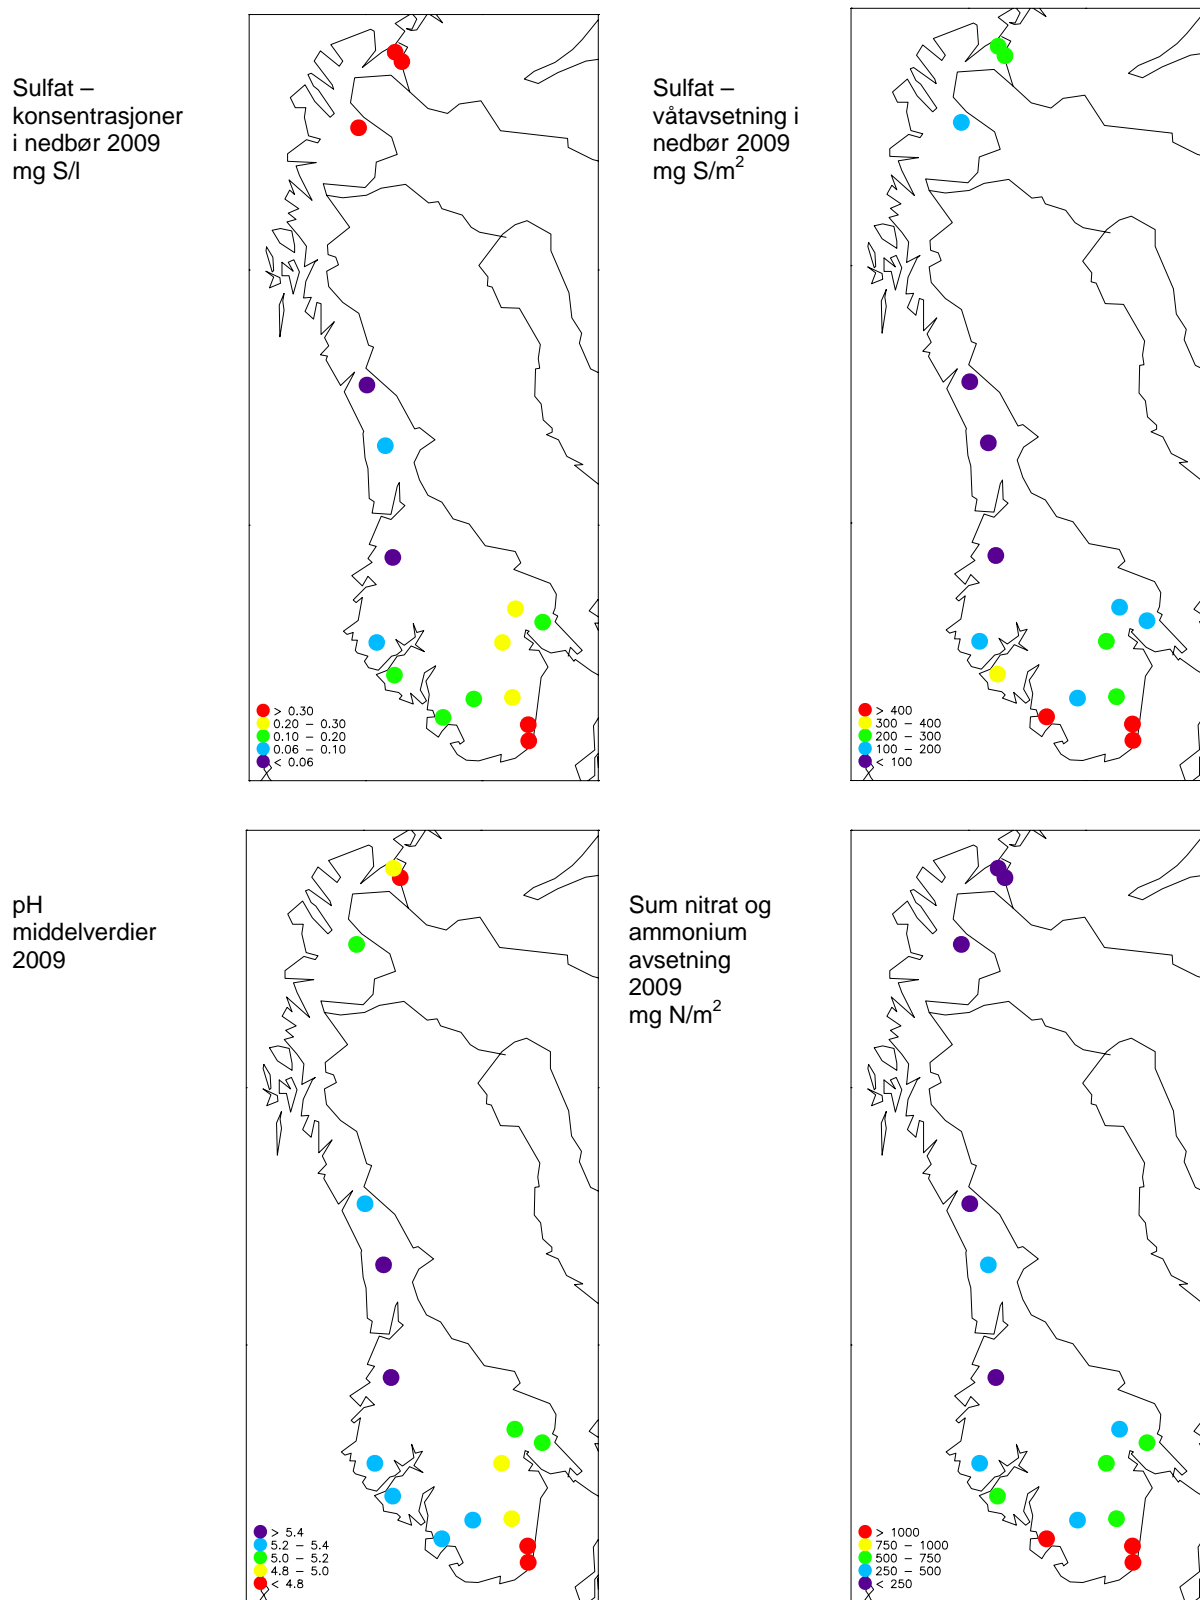 Sulfat –
konsentrasjoner
i nedbør 2009
mg S/l
> 0.30
0.20 – 0.30
0.10 – 0.20
0.06 – 0.10
< 0.06
Sulfat –
våtavsetning i
nedbør 2009
mg S/m²
> 400
300 – 400
200 – 300
100 – 200
< 100
pH
middelverdier
2009
> 5.4
5.2 – 5.4
5.0 – 5.2
4.8 – 5.0
< 4.8
Sum nitrat og
ammonium
avsetning
2009
mg N/m²
> 1000
750 – 1000
500 – 750
250 – 500
< 250